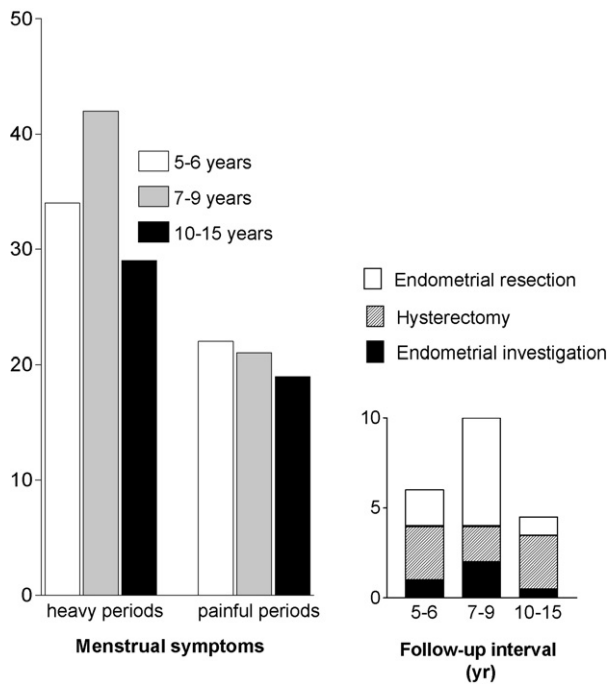 50
40
30
20
10
0
5-6 years
7-9 years
10-15 years
heavy periods painful periods
Menstrual symptoms
Endometrial resection
Hysterectomy
Endometrial investigation
10
5
0
5-6 7-9 10-15
Follow-up interval
(yr)